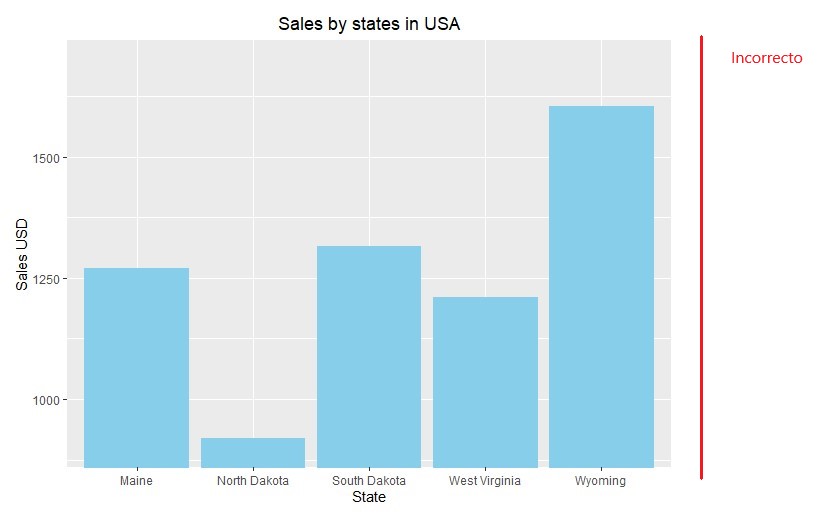 Sales by states in USA
Incorrecto
1500
1250
1000
Sales USD
Maine
North Dakota
South Dakota
West Virginia
Wyoming
State